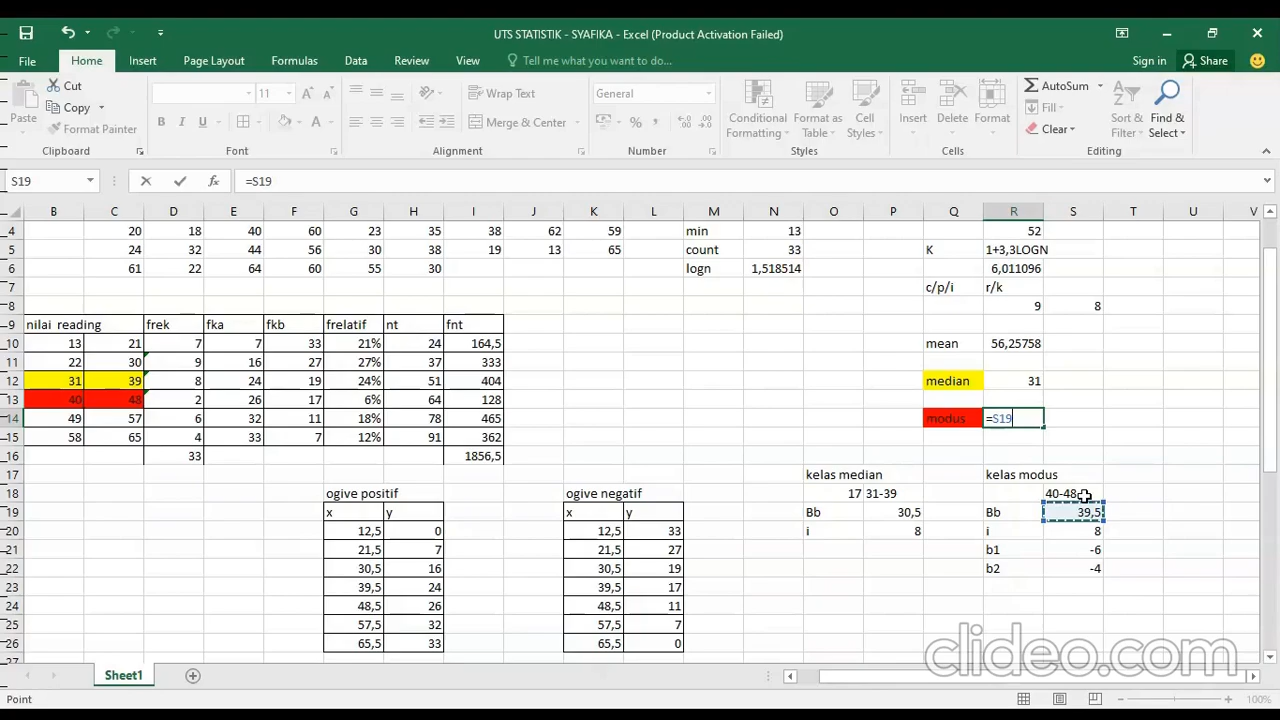 UTS STATISTIK - SYAFIKA - Excel (Product Activation Failed)
File Home Insert Page Layout Formulas Data Review View Tell me what you want to do... Sign in Share
Paste Cut Copy Format Painter Clipboard
11 B I U Font
Wrap Text Merge & Center Alignment
General % Number
Conditional Formatting Format as Table Cell Styles Styles
Insert Delete Format Cells
AutoSum Fill Clear Sort & Filter Find & Select Editing
S19 fx =S19
B C D E F G H I J K L M N O P Q R S T U V
4 20 18 40 60 23 35 38 62 59 min 13 52
5 24 32 44 56 30 38 19 13 65 count 33 K 1+3,3LOGN
6 61 22 64 60 55 30 logn 1,518514 6,011096
7 c/p/i r/k
8 9 8
9 nilai reading frek fka fkb frelatif nt fnt
10 13 21 7 7 33 21% 24 164,5 mean 56,25758
11 22 30 9 16 27 27% 37 333
12 31 39 8 24 19 24% 51 404 median 31
13 40 48 2 26 17 6% 64 128
14 49 57 6 32 11 18% 78 465 modus =S19
15 58 65 4 33 7 12% 91 362
16 33 1856,5
17 kelas median kelas modus
18 ogive positif ogive negatif 17 31-39 40-48
19 x y x y Bb 30,5 Bb 39,5
20 12,5 0 12,5 33 i 8 i 8
21 21,5 7 21,5 27 b1 -6
22 30,5 16 30,5 19 b2 -4
23 39,5 24 39,5 17
24 48,5 26 48,5 11
25 57,5 32 57,5 7
26 65,5 33 65,5 0
27
clideo.com
Sheet1
Point 100%